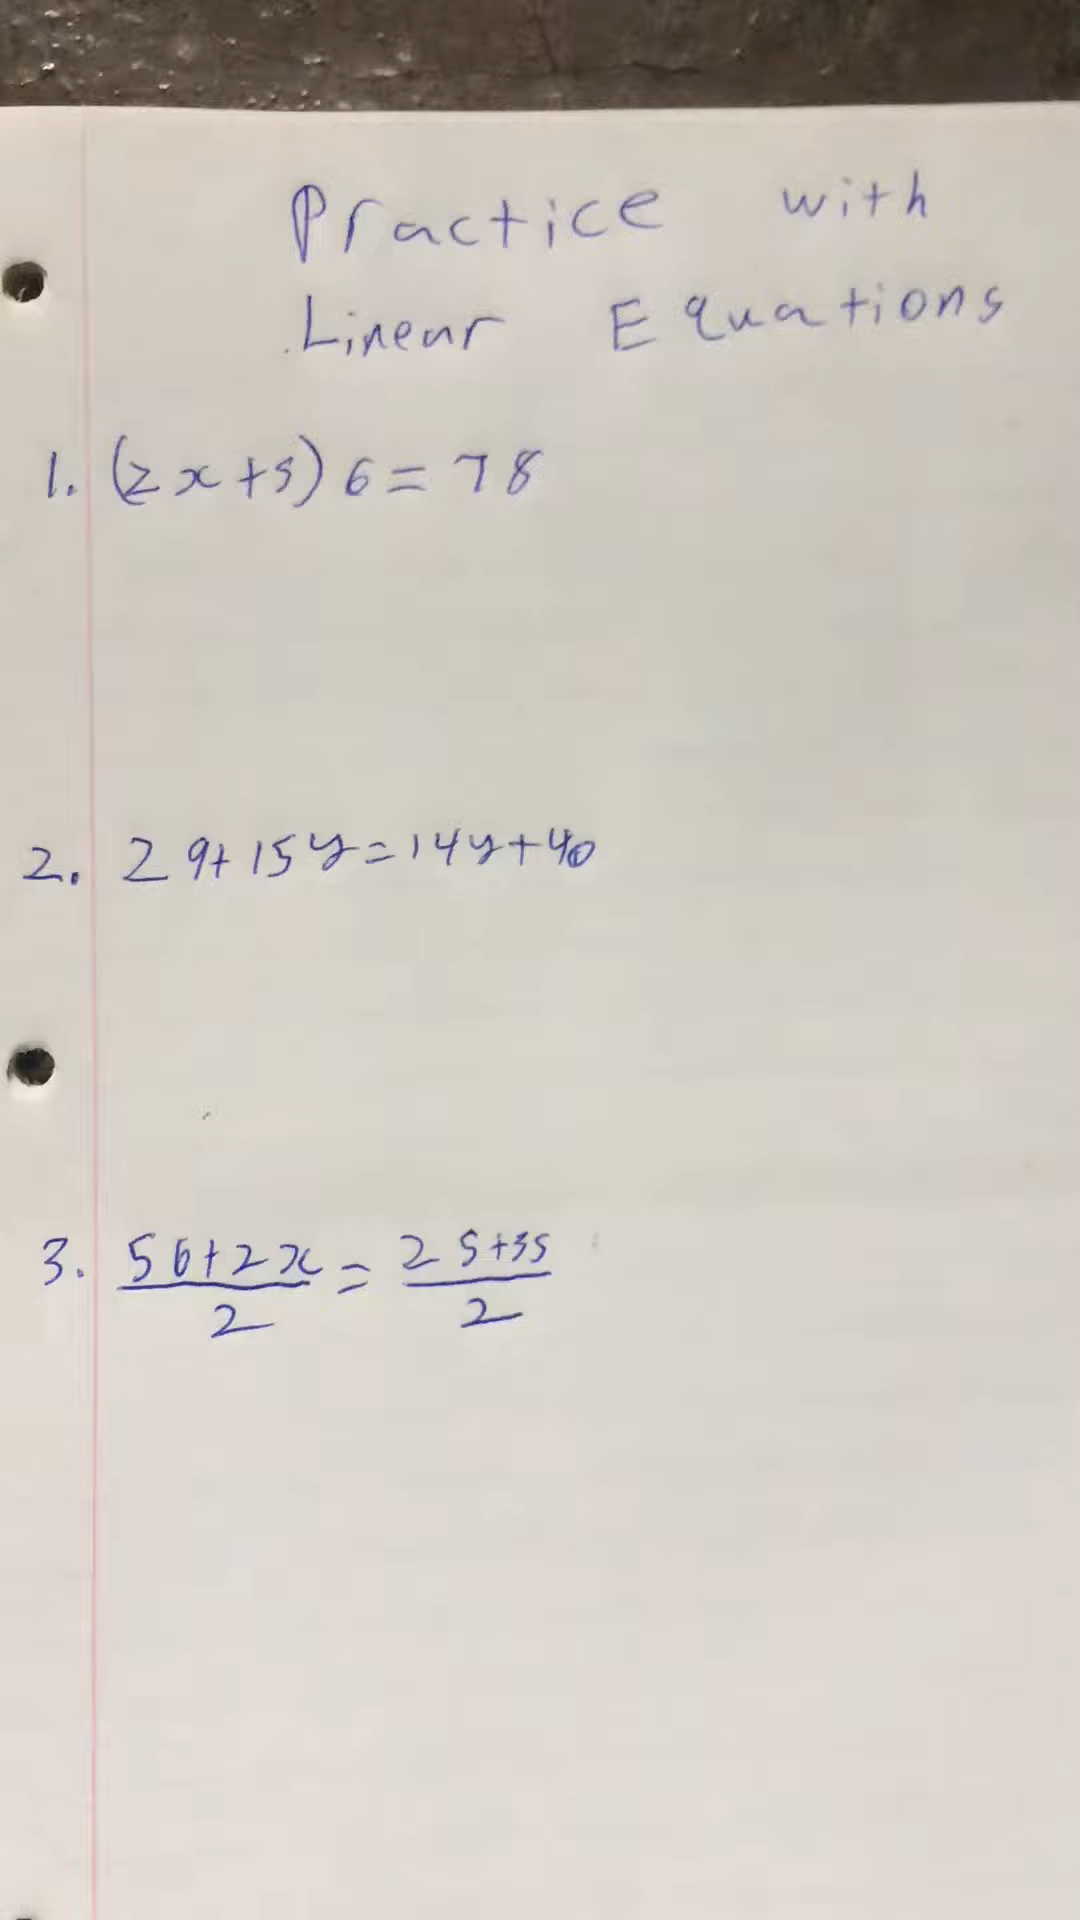 Practice with
Linear Equations
1. (2x+5)6=78
2. 29+15y=14y+40
3. 56+2x/2 = 25+35/2